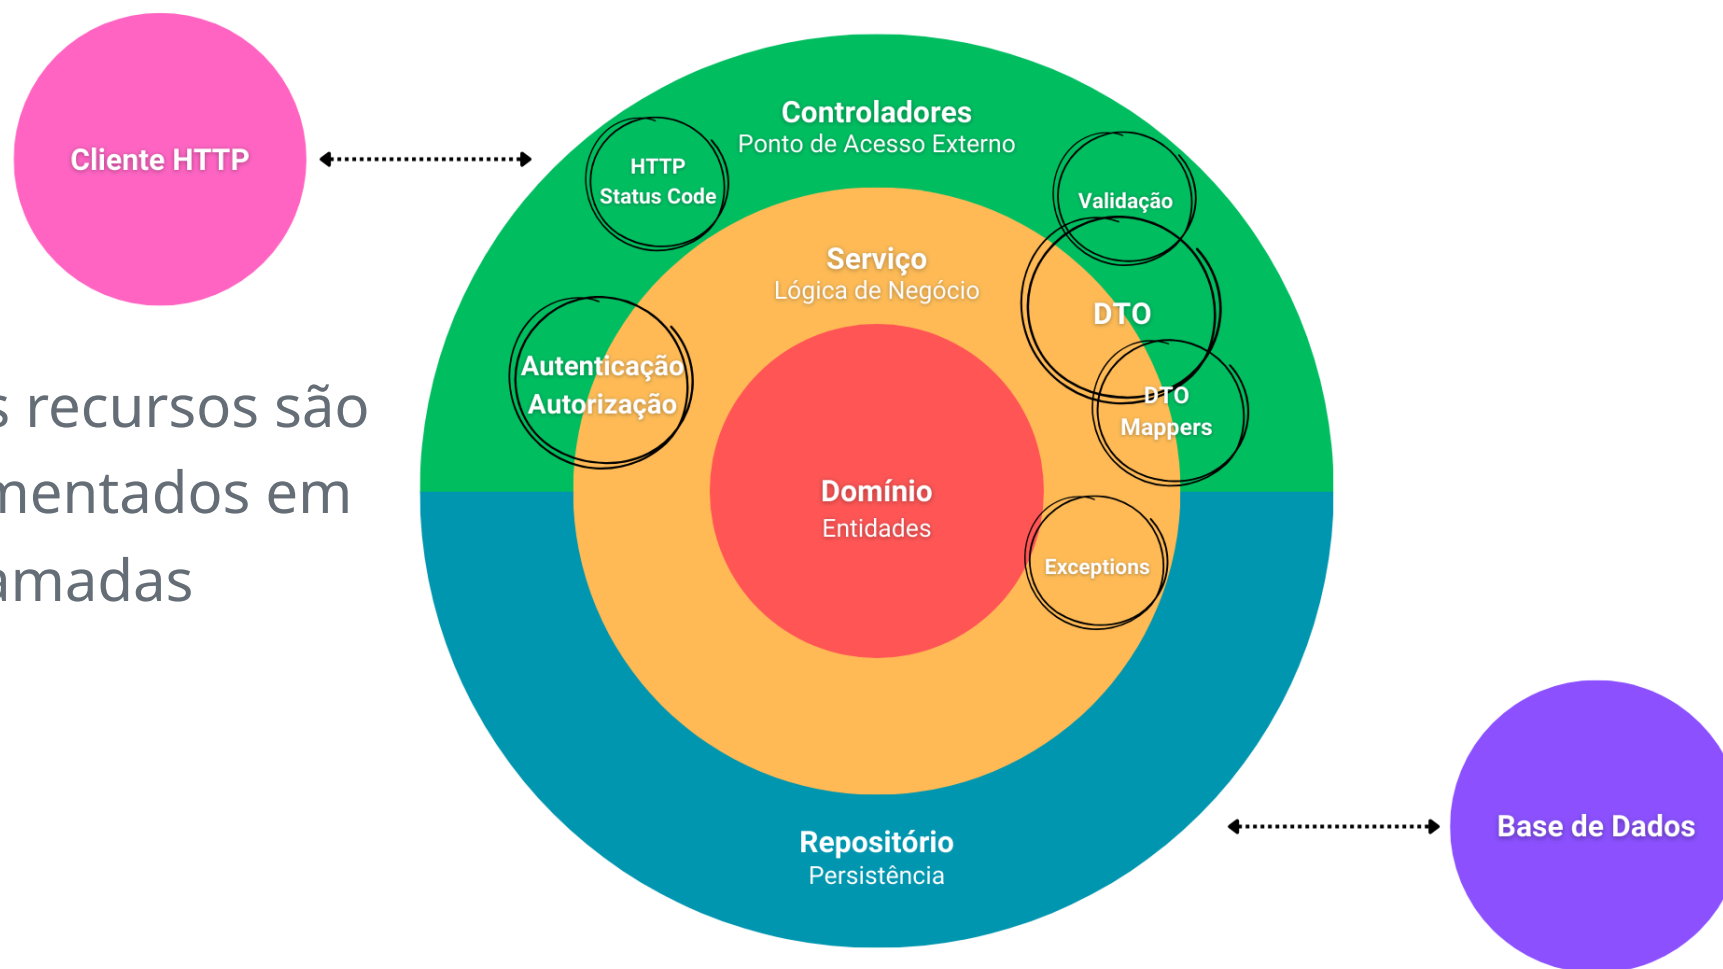 Cliente HTTP
Controladores
Ponto de Acesso Externo
HTTP
Status Code
Validação
Serviço
Lógica de Negócio
DTO
Autenticação
Autorização
DTO
Mappers
s recursos são
mentados em
amadas
Domínio
Entidades
Exceptions
Repositório
Persistência
Base de Dados